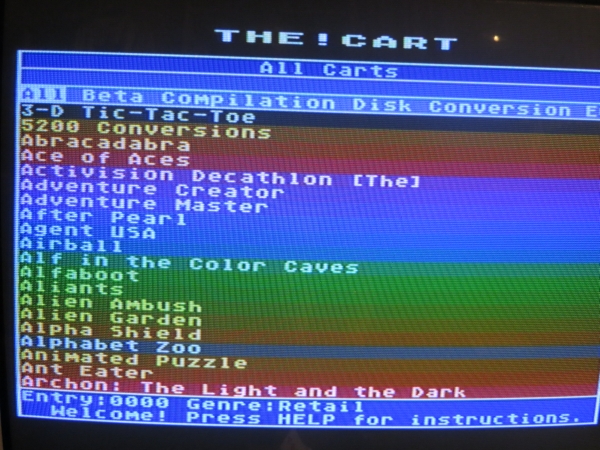 THE!CART
All Carts
All Beta Compilation Disk Conversion E
3-D Tic-Tac-Toe
5200 Conversions
Abracadabra
Ace of Aces
Activision Decathlon [The]
Adventure Creator
Adventure Master
After Pearl
Agent USA
Airball
Alf in the Color Caves
Alfaboot
Aliants
Alien Ambush
Alien Garden
Alpha Shield
Alphabet Zoo
Animated Puzzle
Ant Eater
Archon: The Light and the Dark
Entry:0000 Genre:Retail
Welcome! Press HELP for instructions.